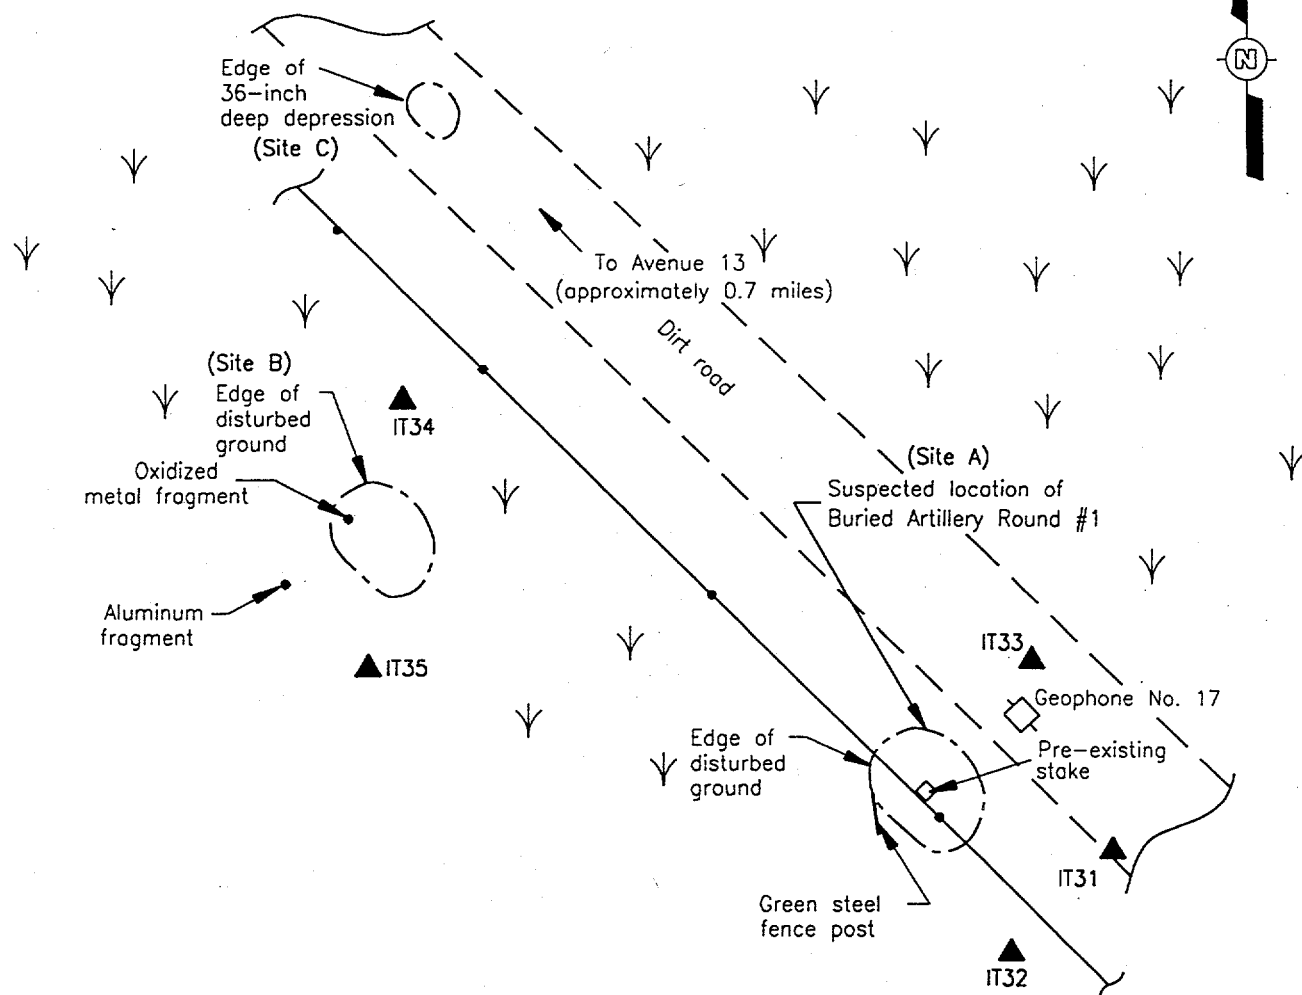 N
Edge of
36-inch
deep depression
(Site C)
To Avenue 13
(approximately 0.7 miles)
Dirt road
(Site B)
Edge of
disturbed
ground
IT34
Oxidized
metal fragment
(Site A)
Suspected location of
Buried Artillery Round #1
Aluminum
fragment
IT35
IT33
Geophone No. 17
Edge of
disturbed
ground
Pre-existing
stake
IT31
Green steel
fence post
IT32